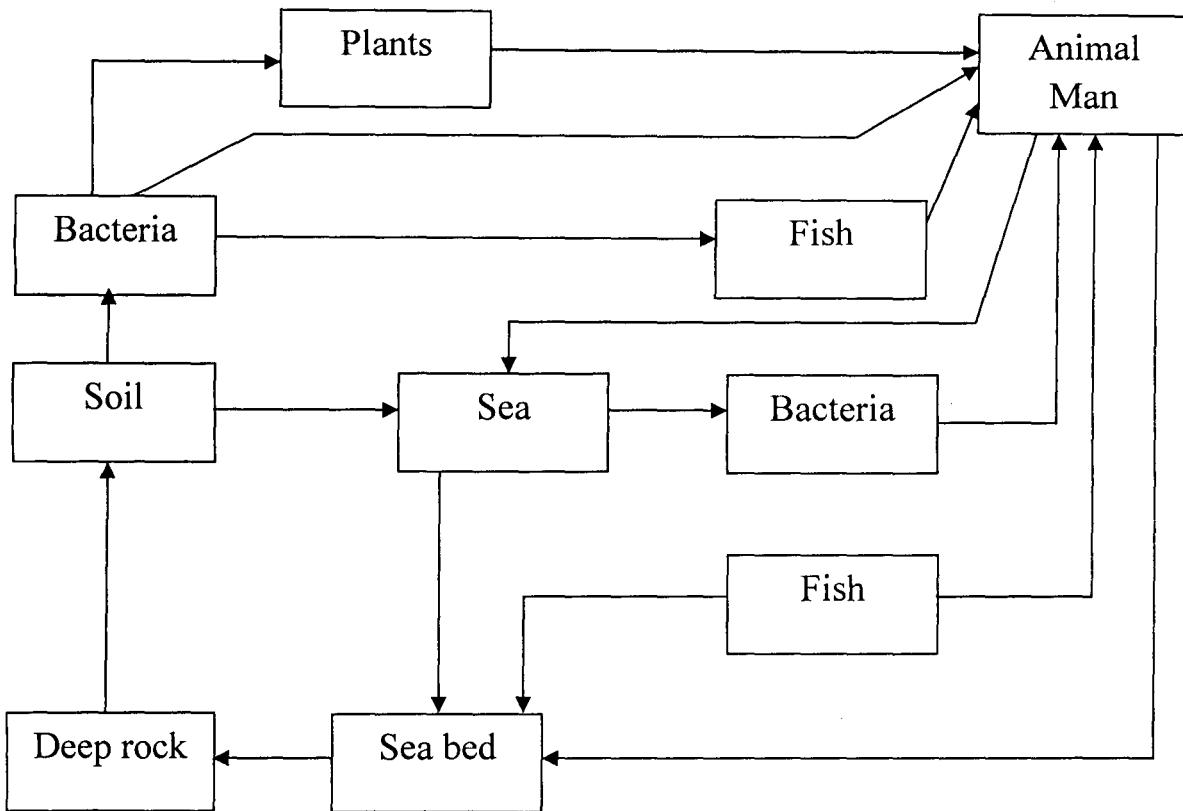 Plants
Animal
Man
Bacteria
Fish
Soil
Sea
Bacteria
Fish
Deep rock
Sea bed